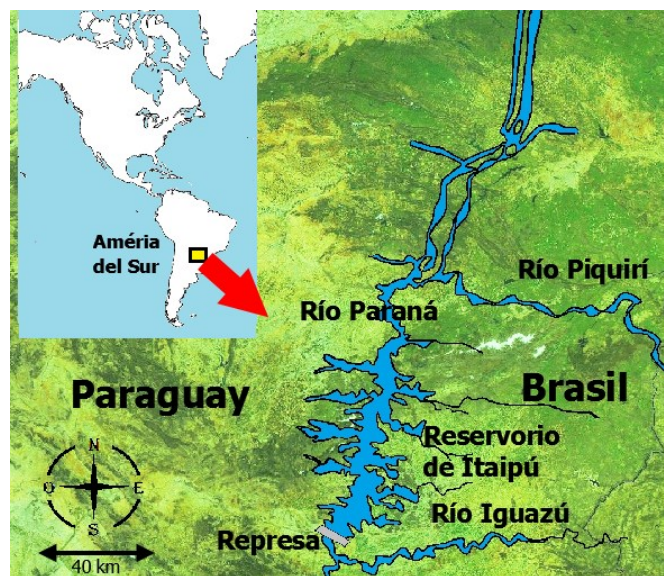 Améria
del Sur
Río Piquirí
Río Paraná
Paraguay
Brasil
Reservorio
de Itaipú
N
O E
S
Río Iguazú
Represa
40 km